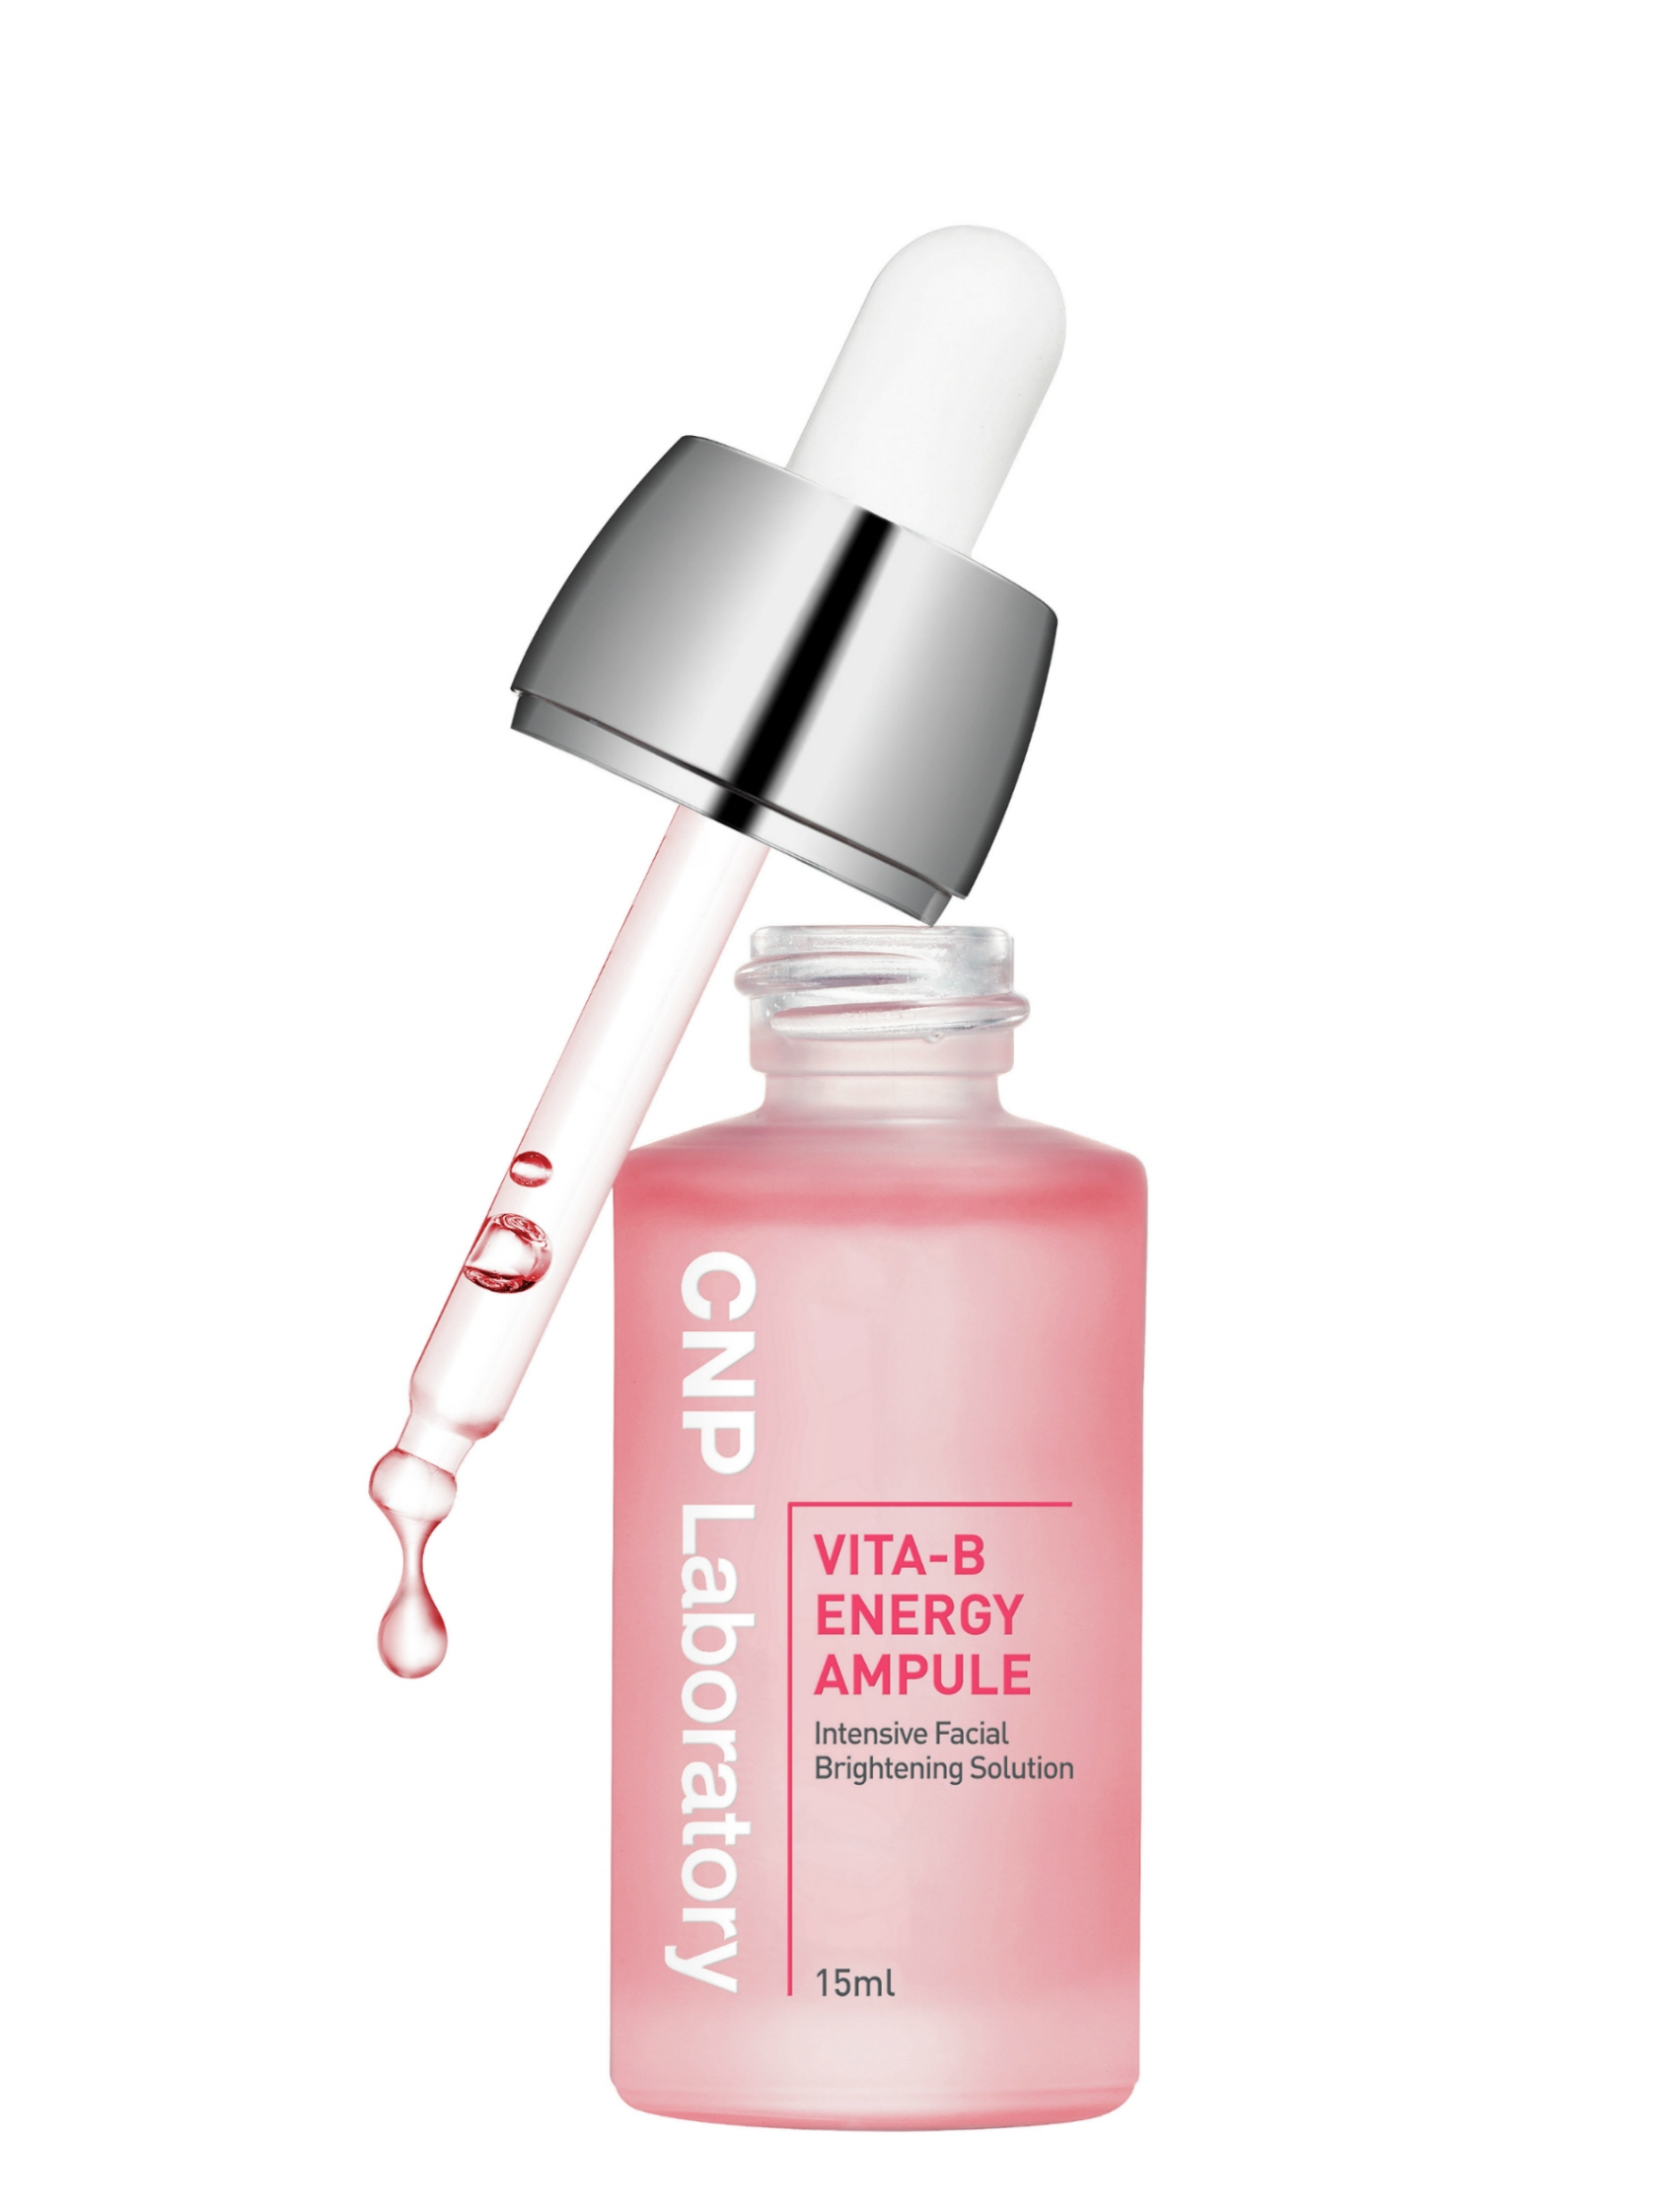 CNP Laboratory
VITA-B
ENERGY
AMPULE
Intensive Facial
Brightening Solution
15ml